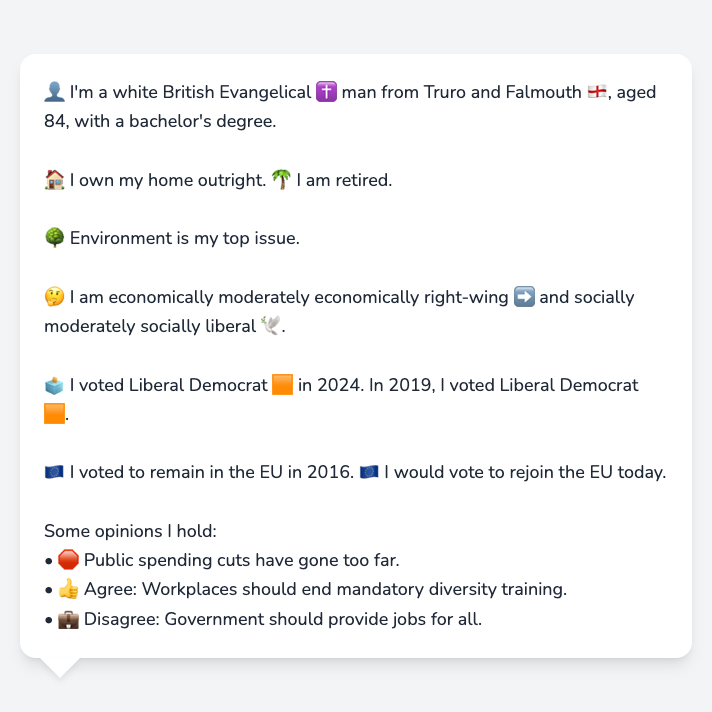 👤 I'm a white British Evangelical ✝️ man from Truro and Falmouth 🏴󠁧󠁢󠁥󠁮󠁧󠁿, aged
84, with a bachelor's degree.
🏠 I own my home outright. 🌴 I am retired.
🌳 Environment is my top issue.
🤔 I am economically moderately economically right-wing ➡️ and socially
moderately socially liberal 🕊️.
🗳️ I voted Liberal Democrat 🟧 in 2024. In 2019, I voted Liberal Democrat
🟧.
🇪🇺 I voted to remain in the EU in 2016. 🇪🇺 I would vote to rejoin the EU today.
Some opinions I hold:
• 🛑 Public spending cuts have gone too far.
• 👍 Agree: Workplaces should end mandatory diversity training.
• 💼 Disagree: Government should provide jobs for all.